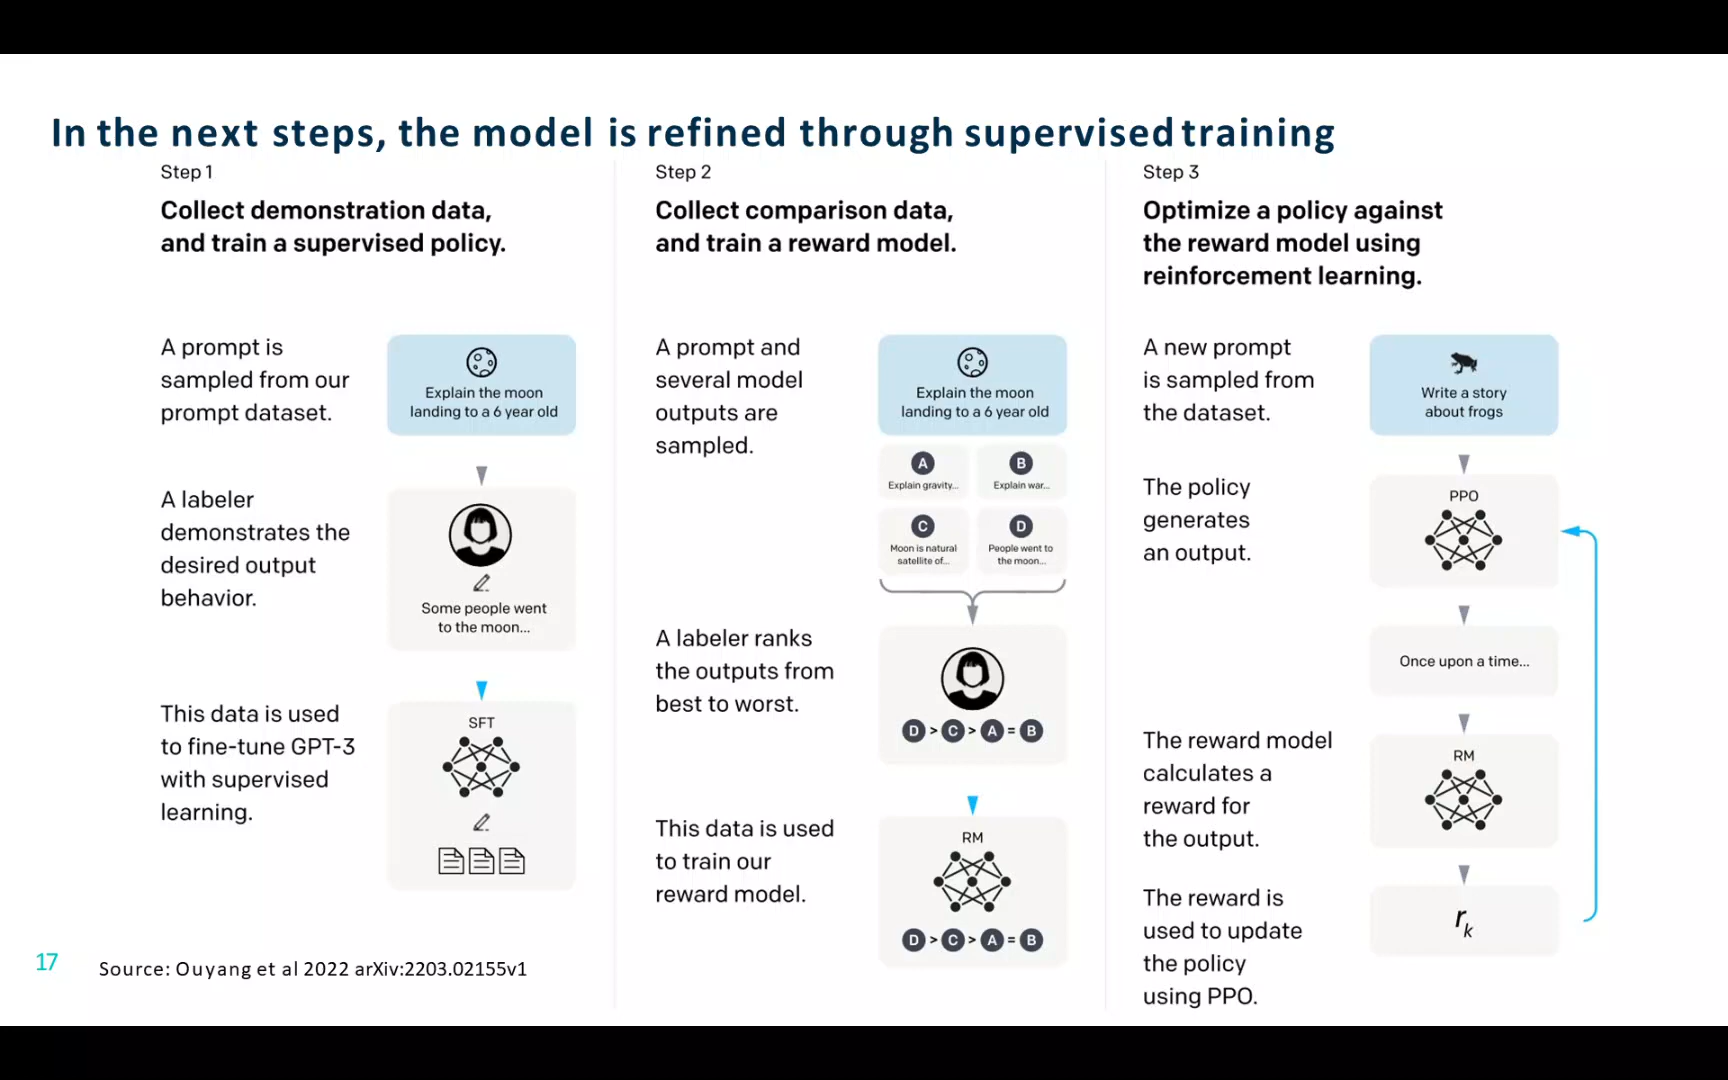 In the next steps, the model is refined through supervised training
Step 1
Collect demonstration data,
and train a supervised policy.
A prompt is
sampled from our
prompt dataset.
Explain the moon
landing to a 6 year old
A labeler
demonstrates the
desired output
behavior.
Some people went
to the moon...
This data is used
to fine-tune GPT-3
with supervised
learning.
SFT
Step 2
Collect comparison data,
and train a reward model.
A prompt and
several model
outputs are
sampled.
Explain the moon
landing to a 6 year old
A
Explain gravity...
B
Explain war...
C
Moon is natural
satellite of...
D
People went to
the moon...
A labeler ranks
the outputs from
best to worst.
D > C > A = B
This data is used
to train our
reward model.
RM
D > C > A = B
Step 3
Optimize a policy against
the reward model using
reinforcement learning.
A new prompt
is sampled from
the dataset.
Write a story
about frogs
The policy
generates
an output.
PPO
Once upon a time...
The reward model
calculates a
reward for
the output.
RM
The reward is
used to update
the policy
using PPO.
rk
17
Source: Ouyang et al 2022 arXiv:2203.02155v1